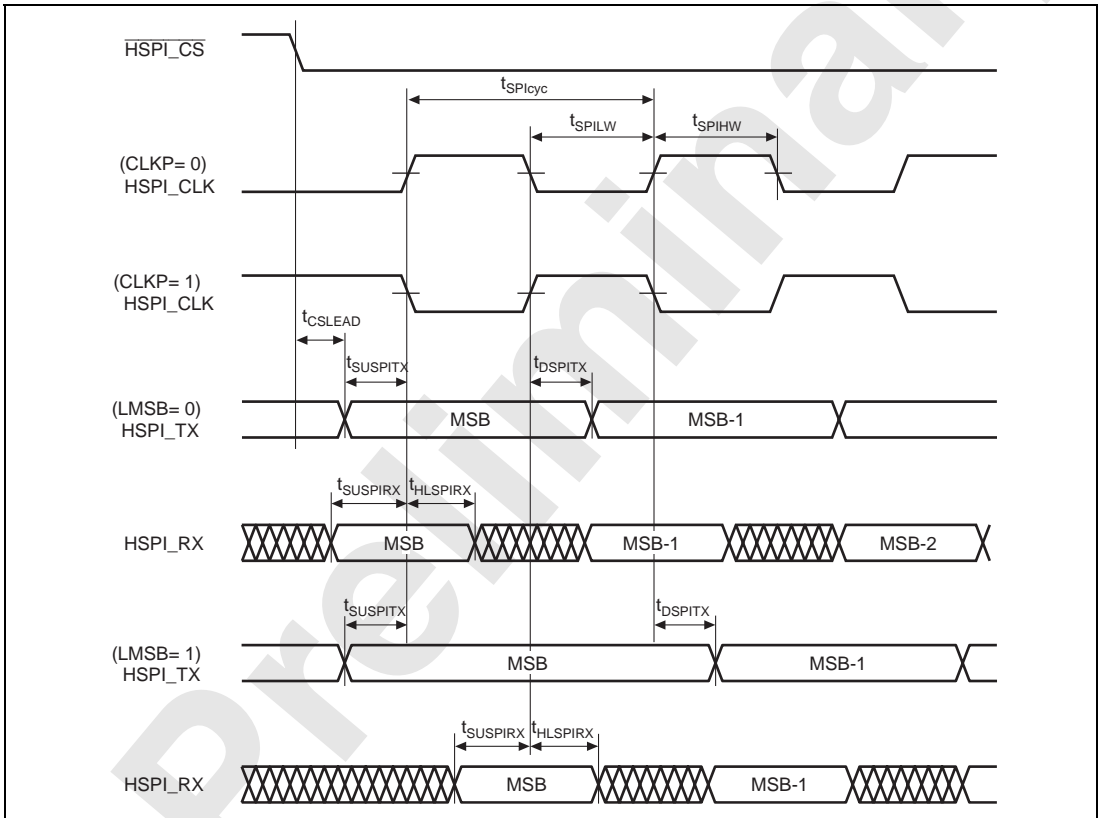 HSPI_CS
tSPIcyc
tSPILW
tSPIHW
(CLKP= 0)
HSPI_CLK
(CLKP= 1)
HSPI_CLK
tCSLEAD
tSUSPITX
tDSPITX
(LMSB= 0)
HSPI_TX
MSB
MSB-1
tSUSPIRX
tHLSPIRX
HSPI_RX
MSB
MSB-1
MSB-2
tSUSPITX
tDSPITX
(LMSB= 1)
HSPI_TX
MSB
MSB-1
tSUSPIRX
tHLSPIRX
HSPI_RX
MSB
MSB-1
Preliminar